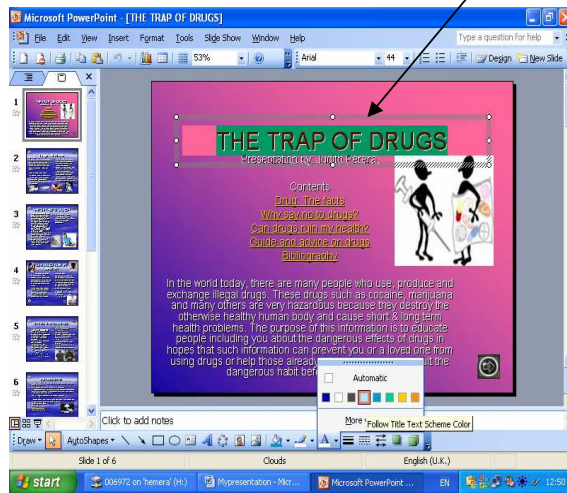 Microsoft PowerPoint - [THE TRAP OF DRUGS]
File Edit View Insert Format Tools Slide Show Window Help
Type a question for help
53%
Arial
44
Design
New Slide
1
2
3
4
5
6
THE TRAP OF DRUGS
Presentation by: Judith Perera
Contents
Drug: The facts
Why say no to drugs?
Can drugs ruin my health?
Guide and advice on drugs
Bibliography
In the world today, there are many people who use, produce and
exchange illegal drugs. These drugs such as cocaine, marijuana
and many others are very hazardous because they destroy the
otherwise healthy human body and cause short & long term
health problems. The purpose of this information is to educate
people including you about the dangerous effects of drugs in
hopes that such information can prevent you or a loved one from
using drugs or help those already
dangerous habit
Automatic
More
Follow Title Text Scheme Color
Click to add notes
Draw AutoShapes
Slide 1 of 6
Clouds
English (U.K.)
start
006972 on 'hemera' (H:)
Mypresentation - Micr...
Microsoft PowerPoint ...
EN
12:50